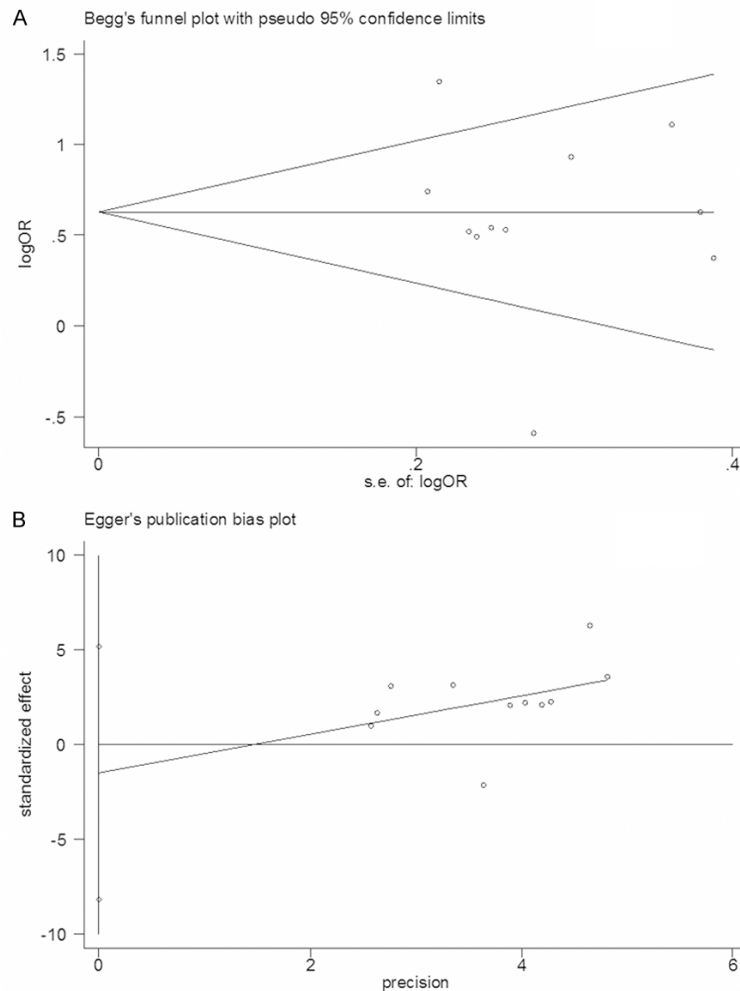 A
Begg's funnel plot with pseudo 95% confidence limits
1.5
1
.5
0
-.5
logOR
0
.2
.4
s.e. of: logOR
B
Egger's publication bias plot
10
5
0
-5
-10
standardized effect
0
2
4
6
precision